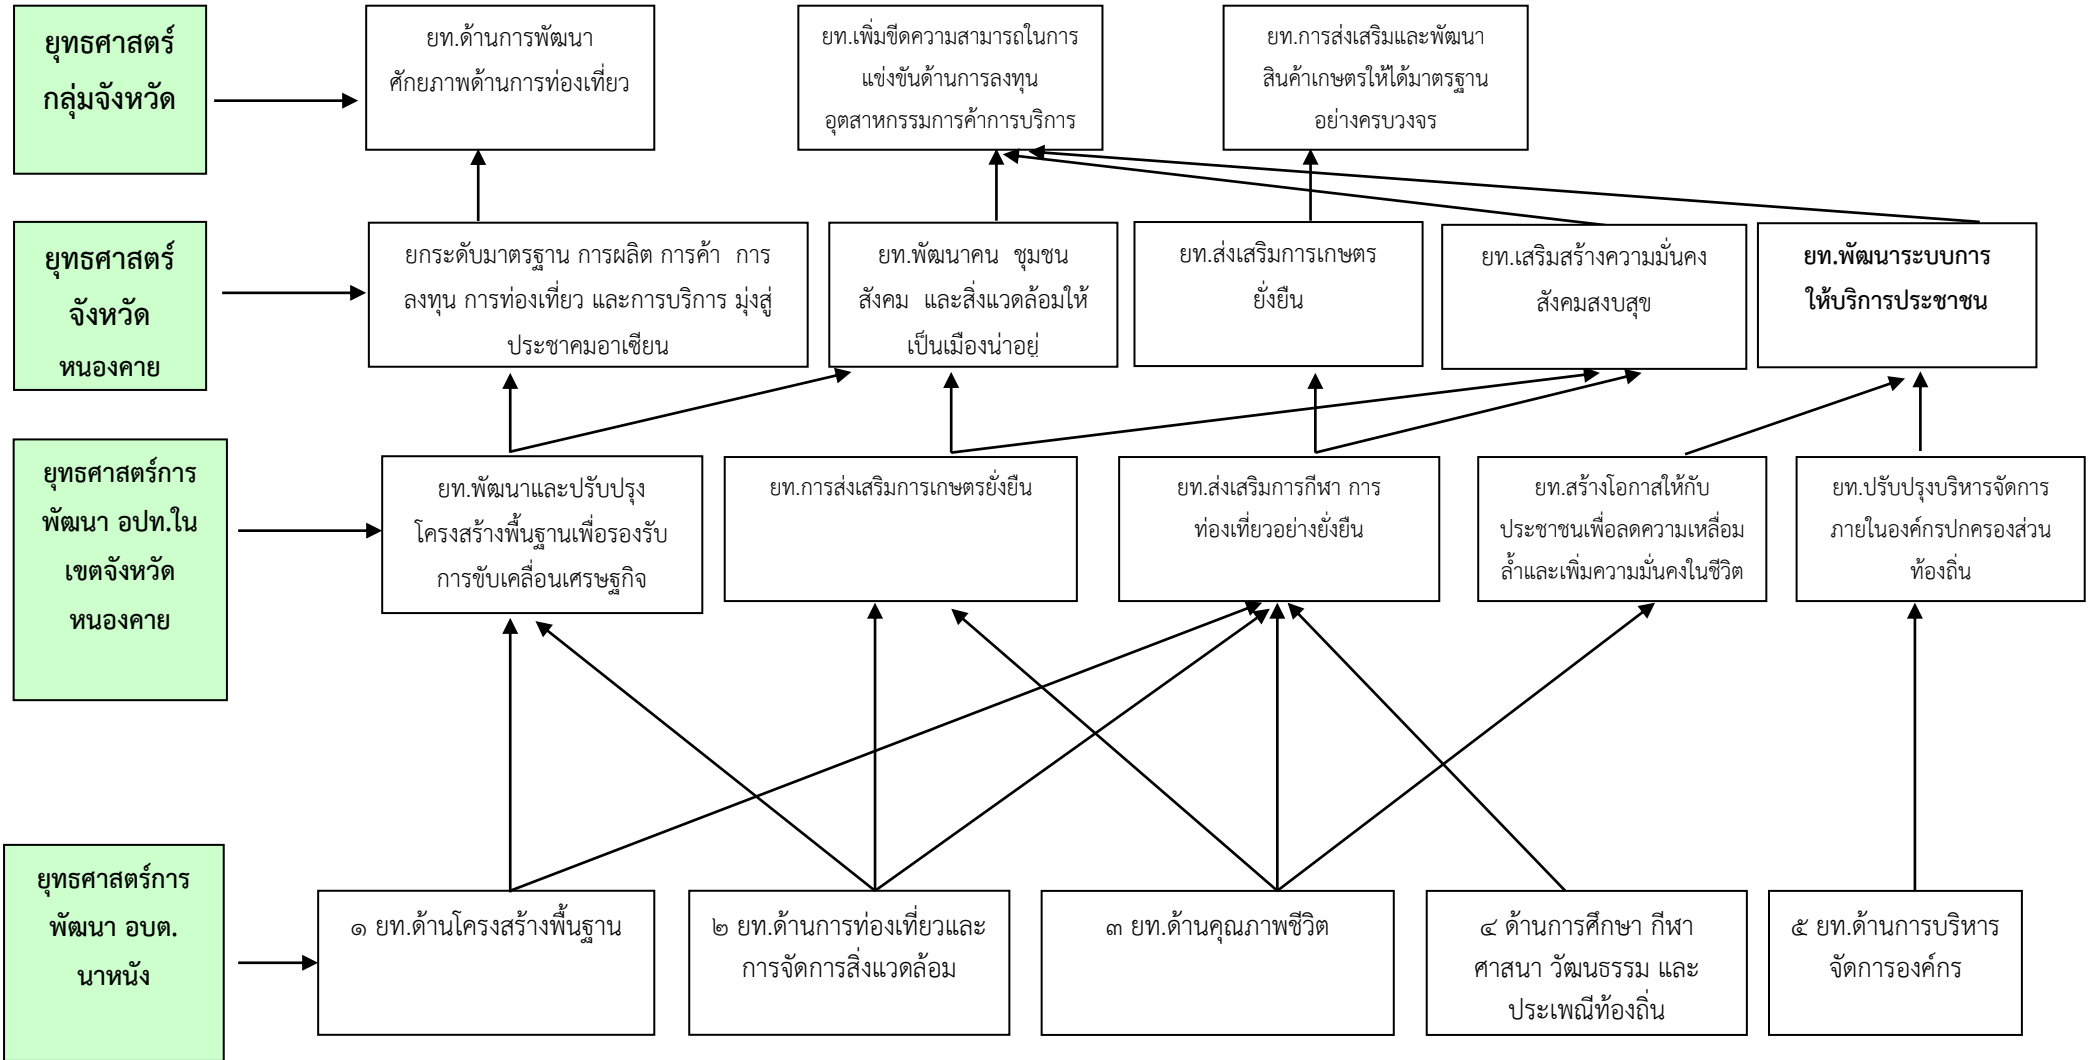 ยุทธศาสตร์
กลุ่มจังหวัด
ยท.ด้านการพัฒนา
ศักยภาพด้านการท่องเที่ยว
ยท.เพิ่มขีดความสามารถในการ
แข่งขันด้านการลงทุน
อุตสาหกรรมการค้าการบริการ
ยท.การส่งเสริมและพัฒนา
สินค้าเกษตรให้ได้มาตรฐาน
อย่างครบวงจร
ยุทธศาสตร์
จังหวัด
หนองคาย
ยกระดับมาตรฐาน การผลิต การค้า การ
ลงทุน การท่องเที่ยว และการบริการ มุ่งสู่
ประชาคมอาเซียน
ยท.พัฒนาคน ชุมชน
สังคม และสิ่งแวดล้อมให้
เป็นเมืองน่าอยู่
ยท.ส่งเสริมการเกษตร
ยั่งยืน
ยท.เสริมสร้างความมั่นคง
สังคมสงบสุข
ยท.พัฒนาระบบการ
ให้บริการประชาชน
ยุทธศาสตร์การ
พัฒนา อปท.ใน
เขตจังหวัด
หนองคาย
ยท.พัฒนาและปรับปรุง
โครงสร้างพื้นฐานเพื่อรองรับ
การขับเคลื่อนเศรษฐกิจ
ยท.การส่งเสริมการเกษตรยั่งยืน
ยท.ส่งเสริมการกีฬา การ
ท่องเที่ยวอย่างยั่งยืน
ยท.สร้างโอกาสให้กับ
ประชาชนเพื่อลดความเหลื่อม
ล้ำและเพิ่มความมั่นคงในชีวิต
ยท.ปรับปรุงบริหารจัดการ
ภายในองค์กรปกครองส่วน
ท้องถิ่น
ยุทธศาสตร์การ
พัฒนา อบต.
นาหนัง
๑ ยท.ด้านโครงสร้างพื้นฐาน
๒ ยท.ด้านการท่องเที่ยวและ
การจัดการสิ่งแวดล้อม
๓ ยท.ด้านคุณภาพชีวิต
๔ ด้านการศึกษา กีฬา
ศาสนา วัฒนธรรม และ
ประเพณีท้องถิ่น
๕ ยท.ด้านการบริหาร
จัดการองค์กร